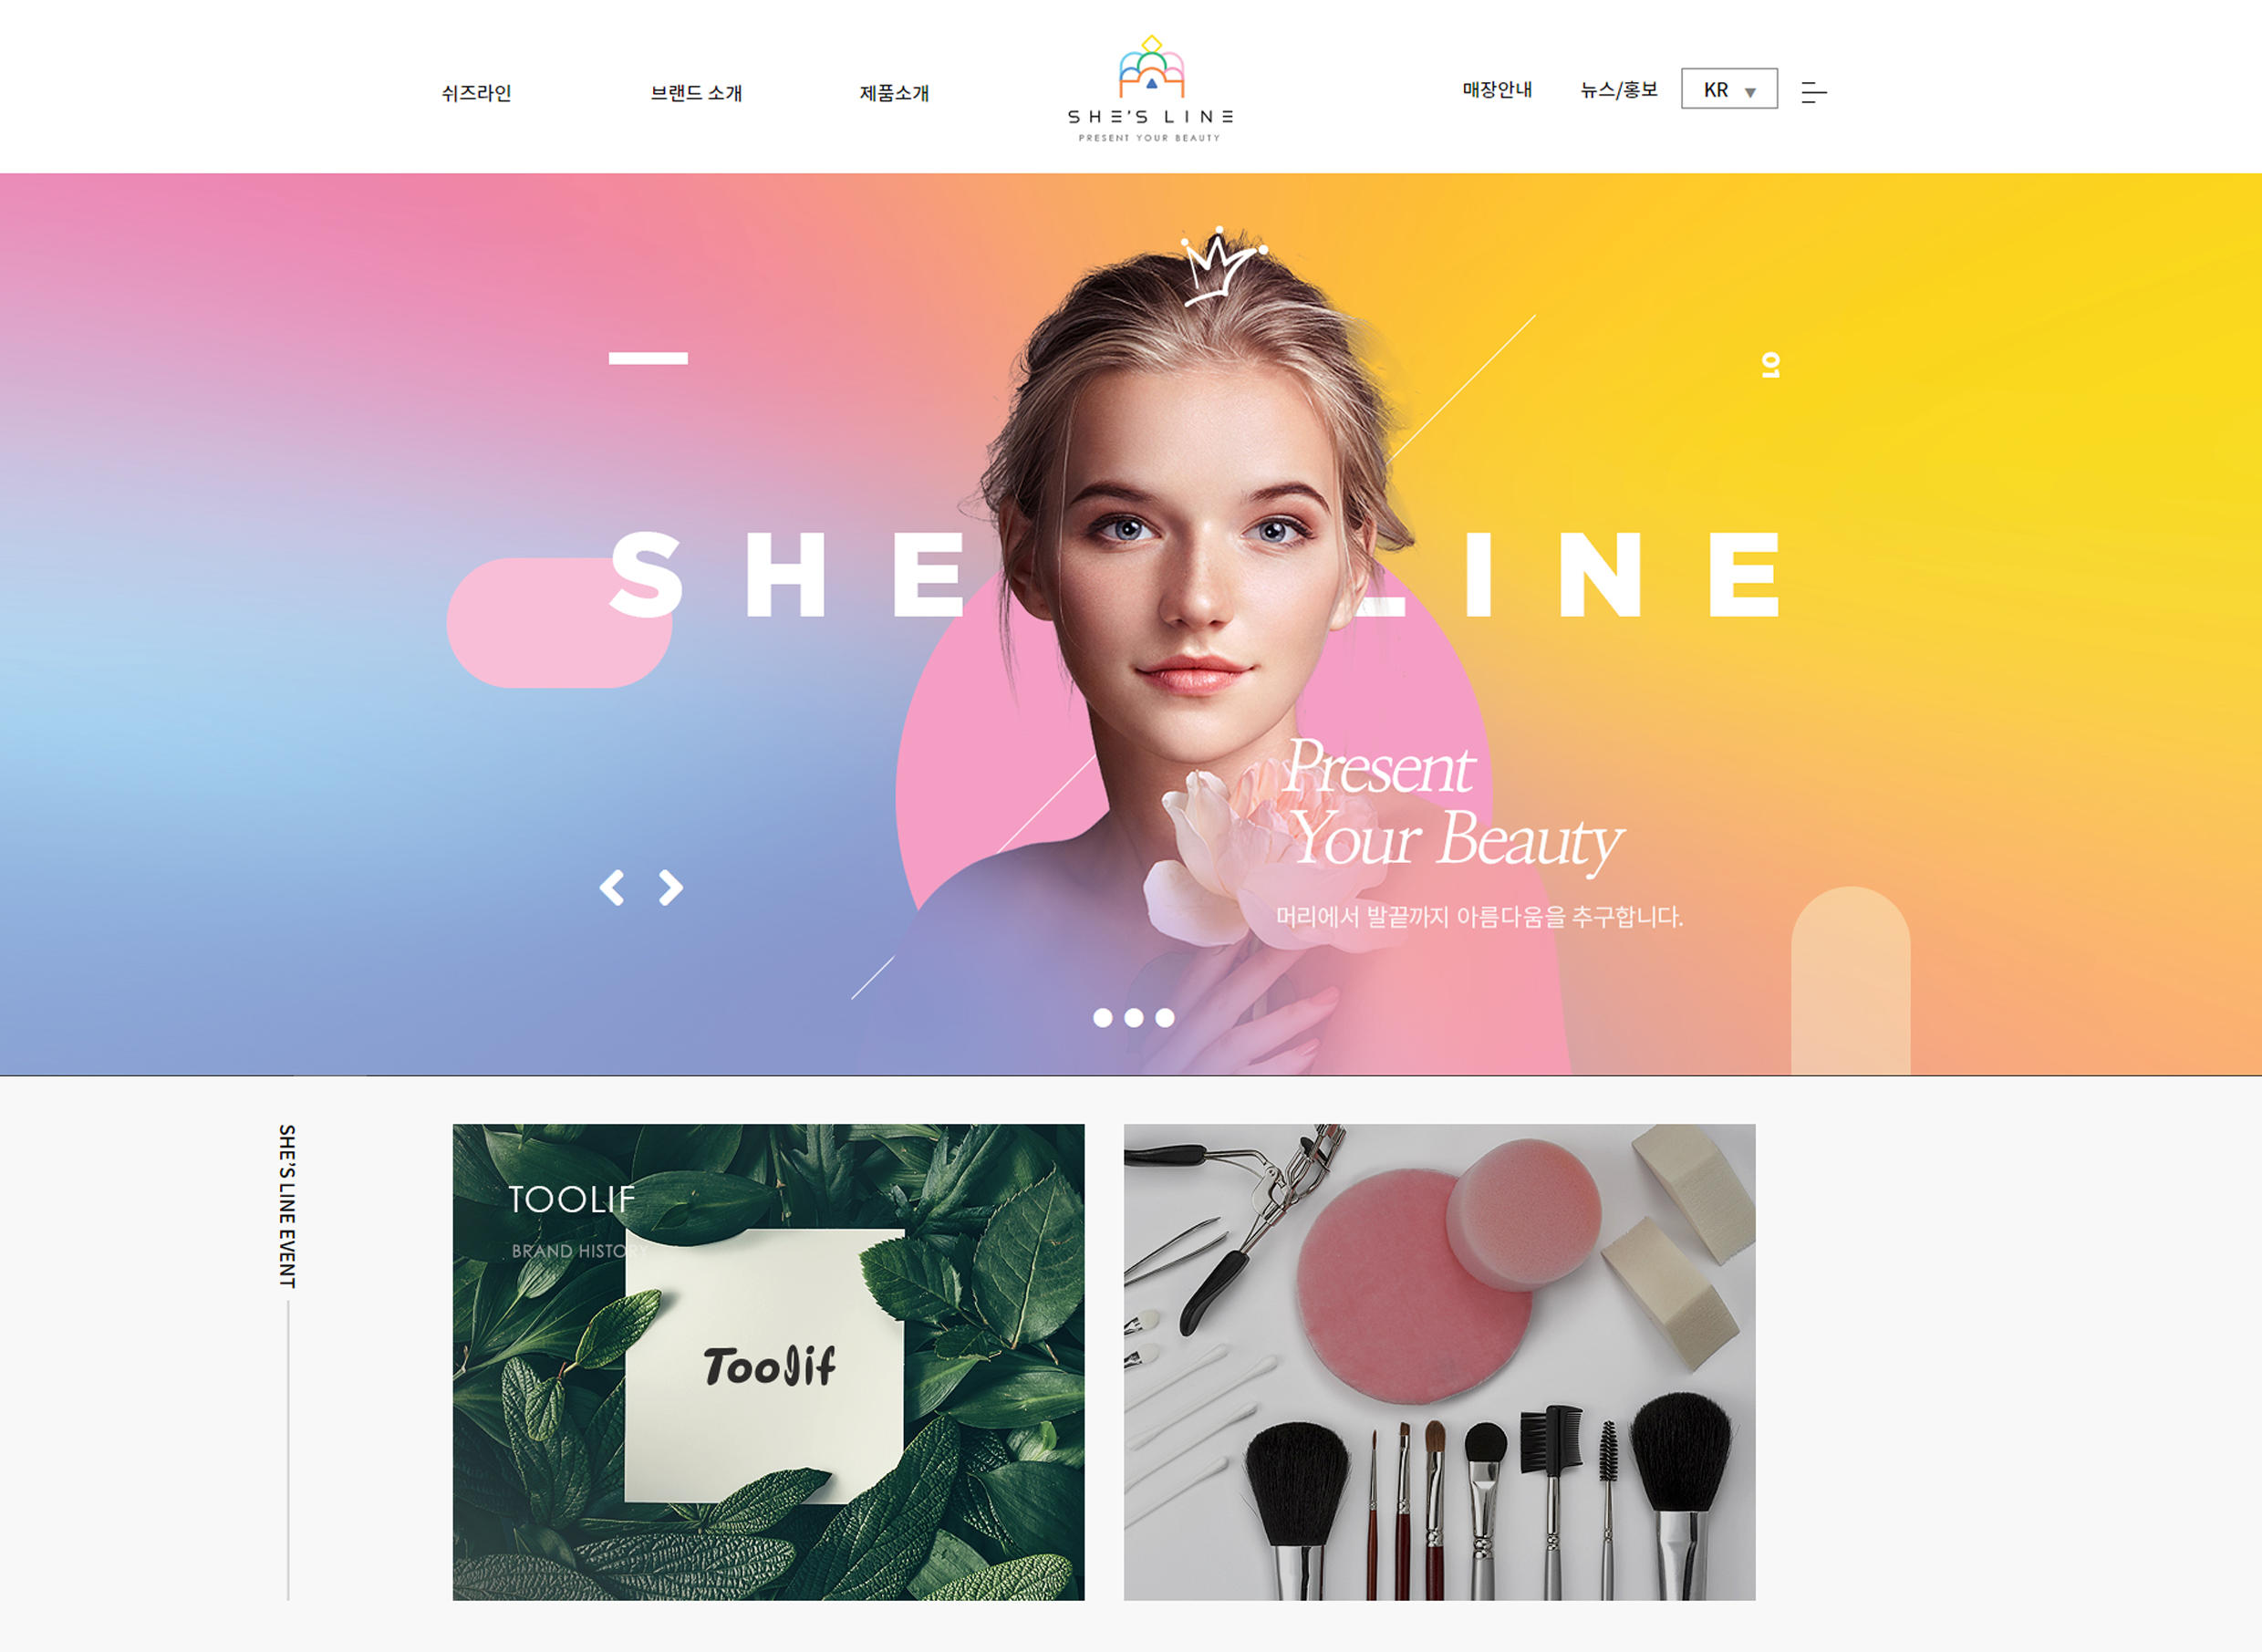 쉬즈라인
브랜드 소개
제품소개
SHE'S LINE
PRESENT YOUR BEAUTY
매장안내
뉴스/홍보
KR
01
SHE LINE
Present
Your Beauty
머리에서 발끝까지 아름다움을 추구합니다.
SHE'S LINE EVENT
TOOLIF
BRAND HISTORY
Toolif